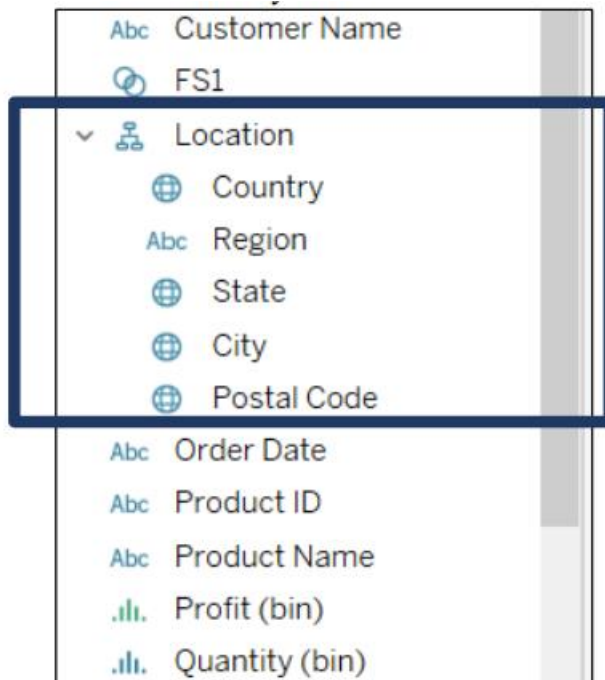 Abc Customer Name
FS1
Location
Country
Abc Region
State
City
Postal Code
Abc Order Date
Abc Product ID
Abc Product Name
Profit (bin)
Quantity (bin)